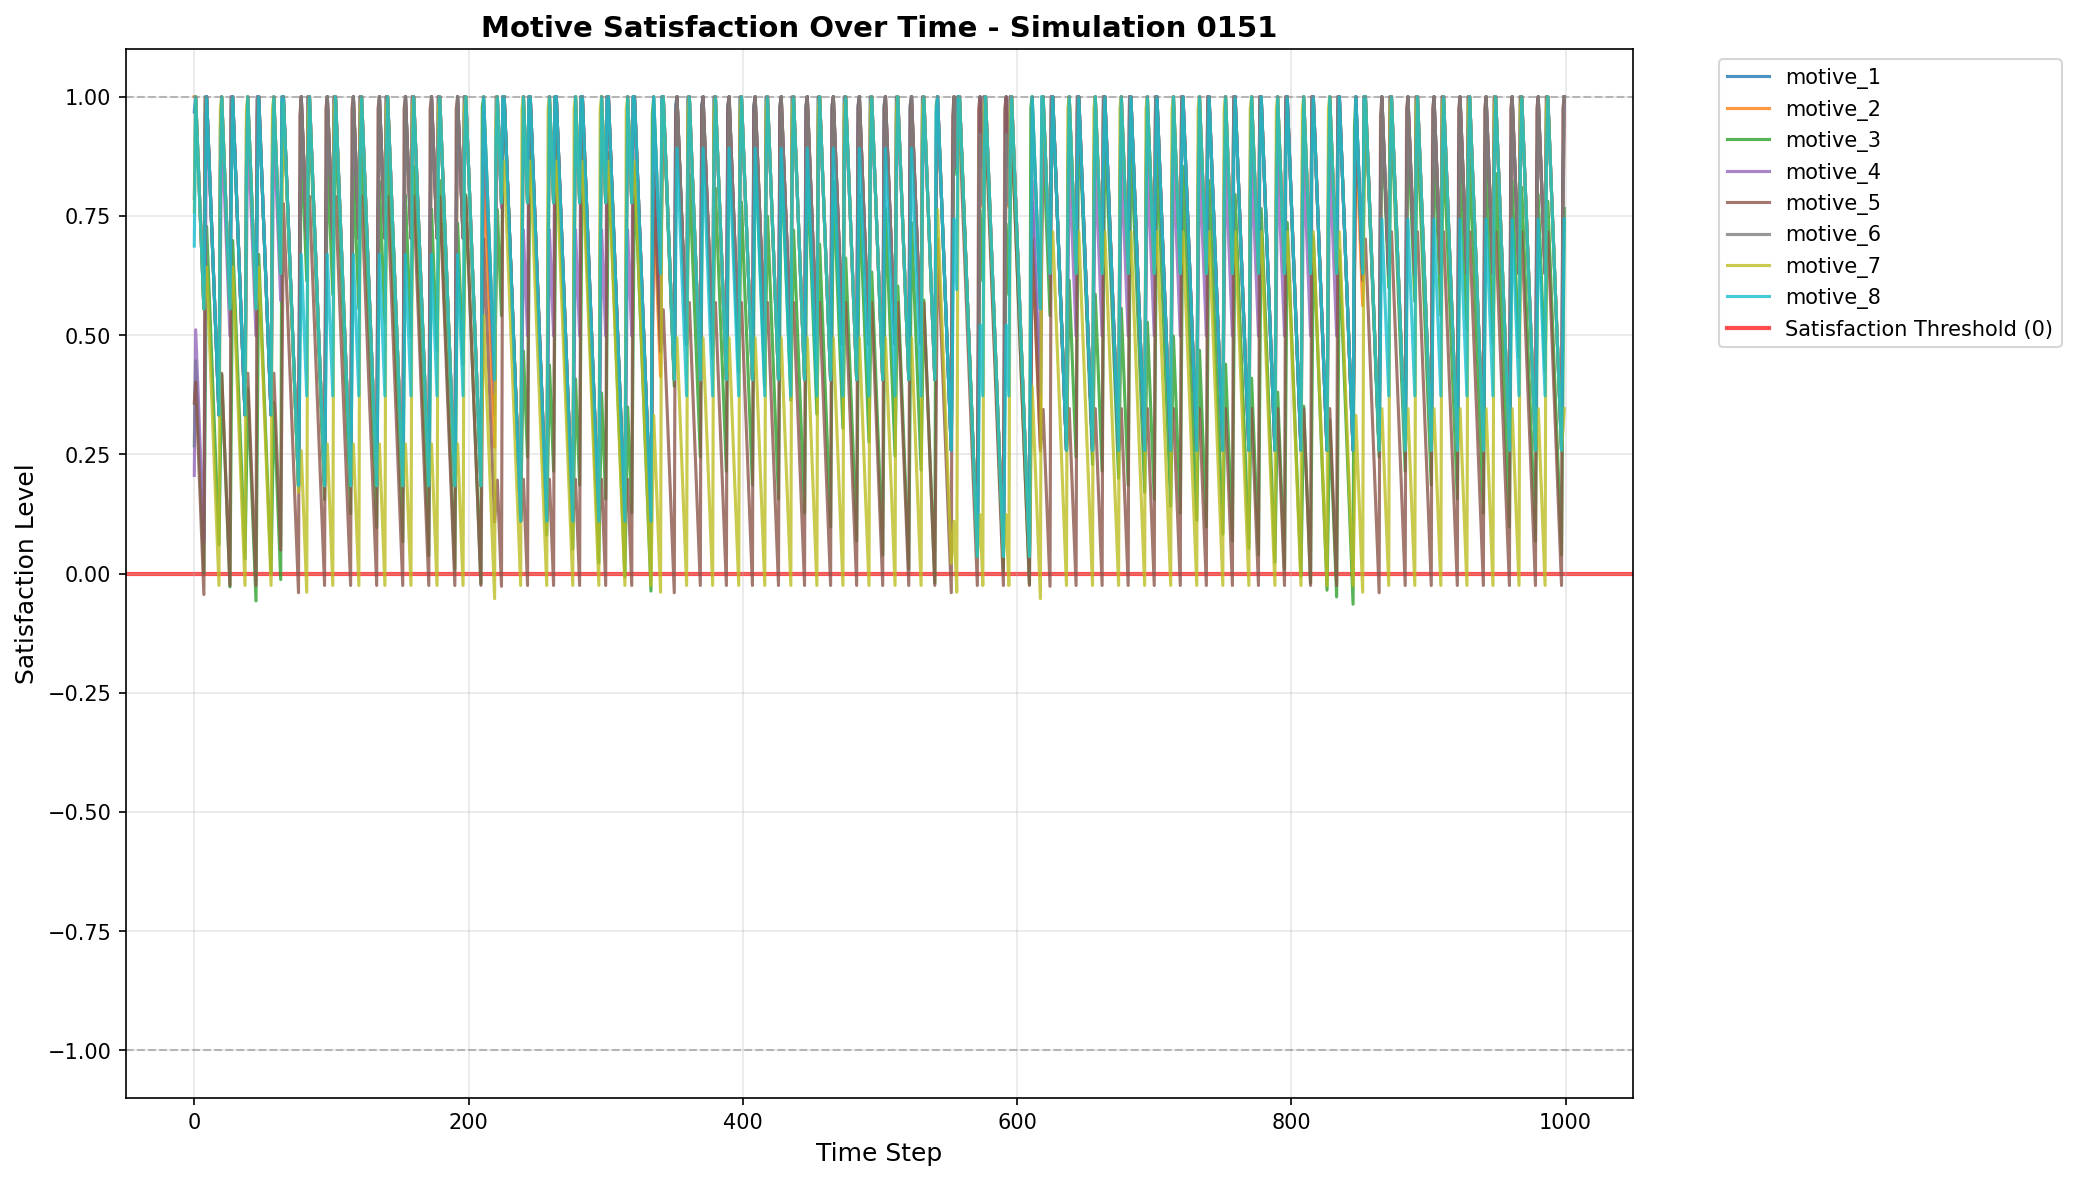 Motive Satisfaction Over Time - Simulation 0151
Satisfaction Level
1.00
0.75
0.50
0.25
0.00
−0.25
−0.50
−0.75
−1.00
0
200
400
600
800
1000
Time Step
motive_1
motive_2
motive_3
motive_4
motive_5
motive_6
motive_7
motive_8
Satisfaction Threshold (0)